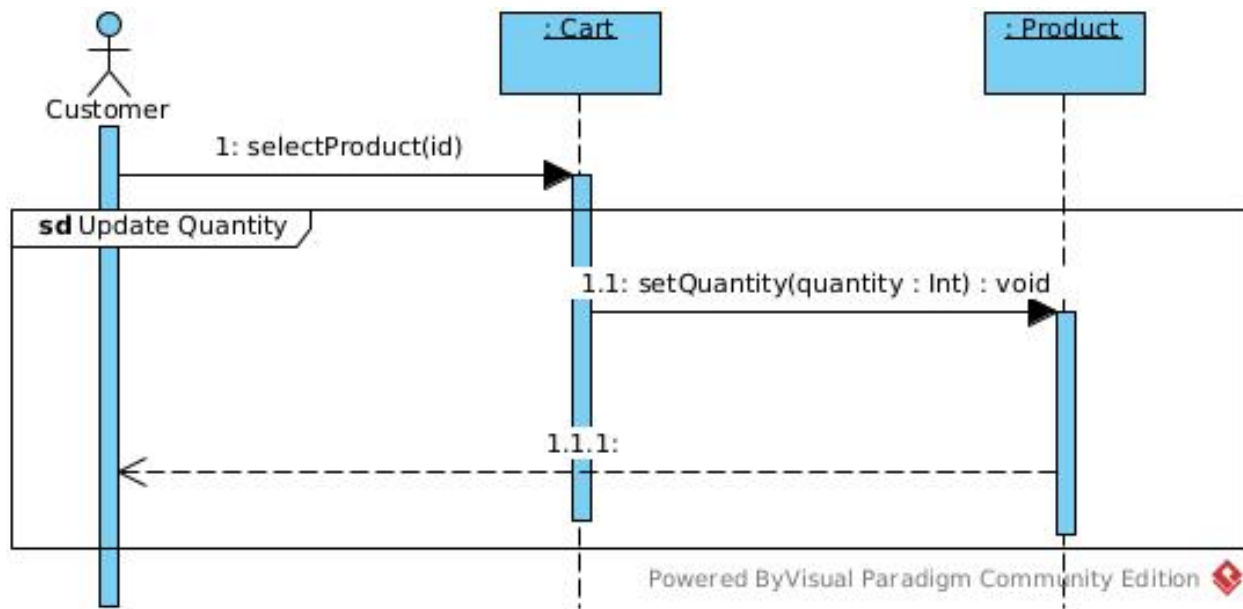 : Cart
: Product
Customer
1: selectProduct(id)
sd Update Quantity
1.1: setQuantity(quantity : Int) : void
1.1.1:
Powered ByVisual Paradigm Community Edition